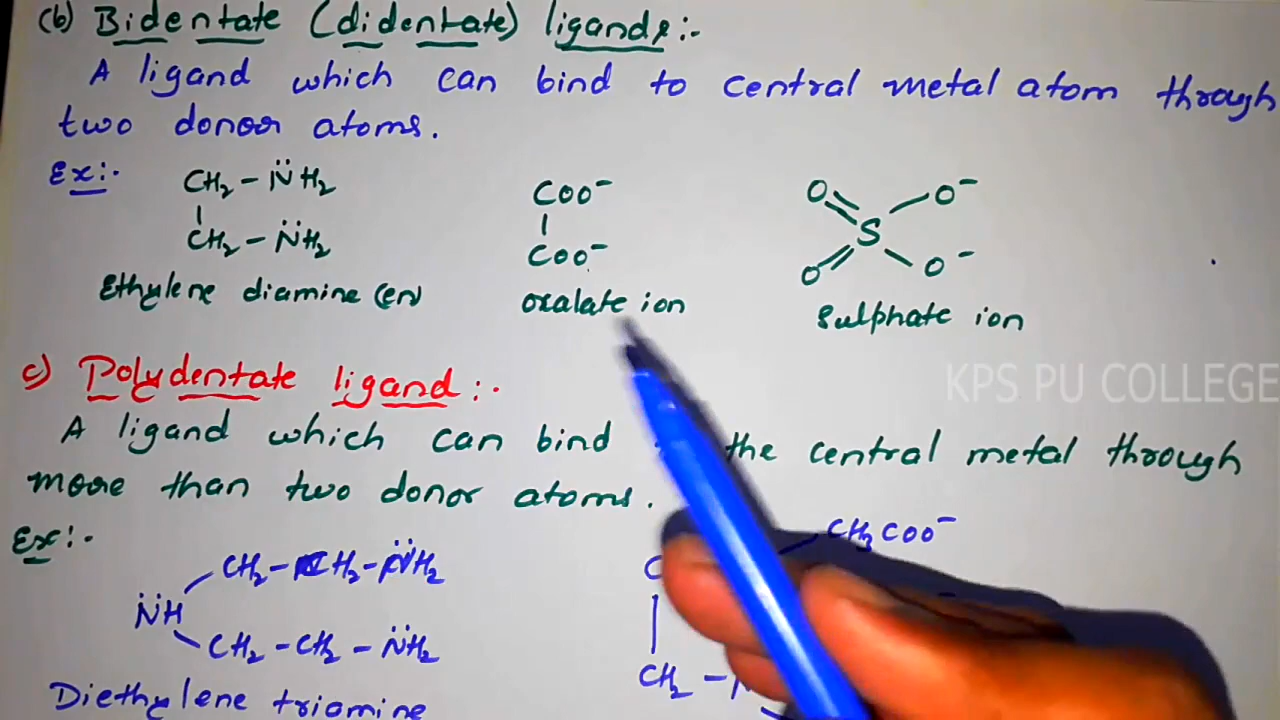 (b) Bidentate (didentate) ligands:-
A ligand which can bind to central metal atom through
two donor atoms.
Ex:-
CH₂ - N̈H₂
|
CH₂ - N̈H₂
Ethylene diamine (en)
COO⁻
|
COO⁻
oxalate ion
O O⁻
S
O O⁻
Sulphate ion
KPS PU COLLEGE
c) Polydentate ligand :-
A ligand which can bind the central metal through
more than two donor atoms.
Ex:-
CH₂ - CH₂ - N̈H₂
N̈H
CH₂ - CH₂ - N̈H₂
Diethylene triamine
CH₂COO⁻
CH₂ -